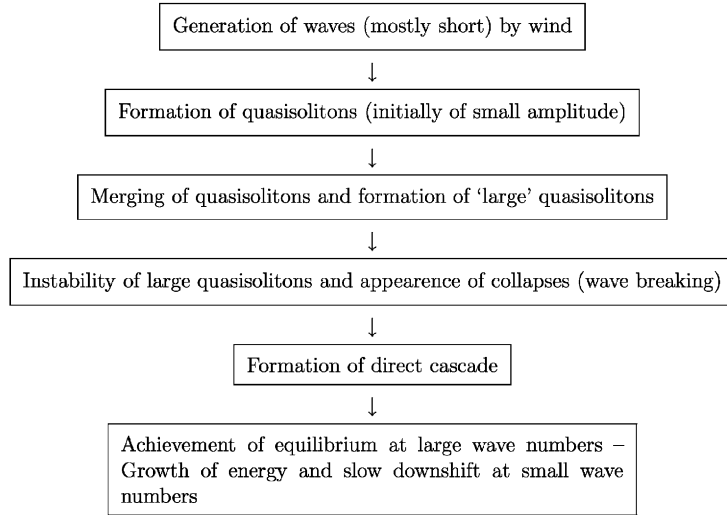 Generation of waves (mostly short) by wind
↓
Formation of quasisolitons (initially of small amplitude)
↓
Merging of quasisolitons and formation of ‘large’ quasisolitons
↓
Instability of large quasisolitons and appearence of collapses (wave breaking)
↓
Formation of direct cascade
↓
Achievement of equilibrium at large wave numbers –
Growth of energy and slow downshift at small wave
numbers